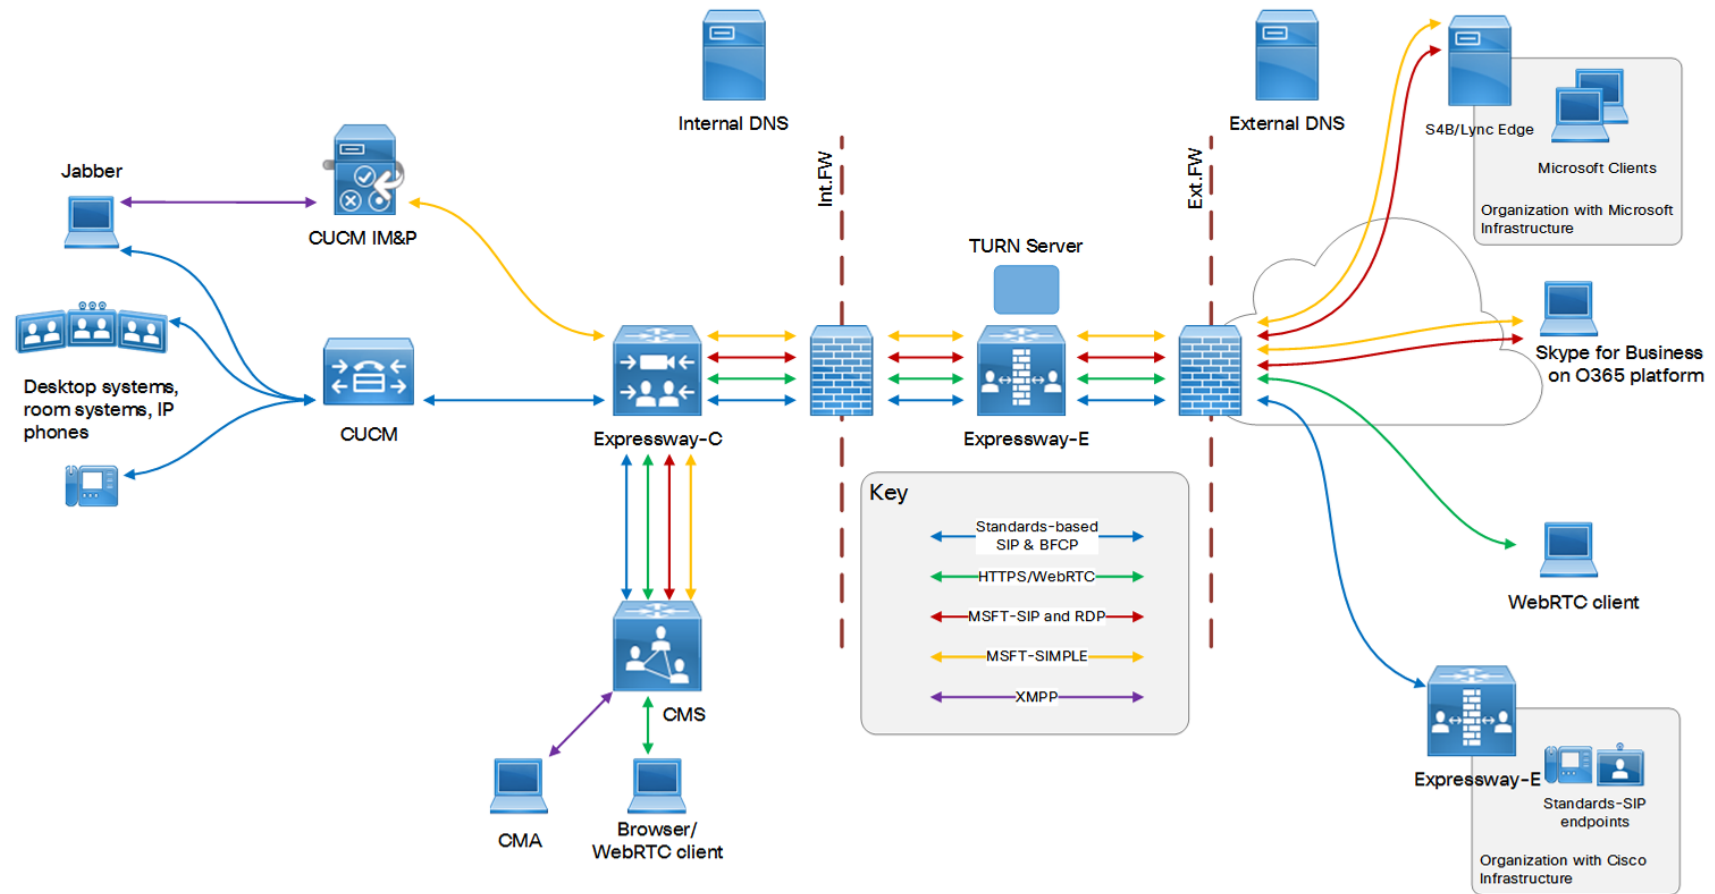 Internal DNS
External DNS
S4B/Lync Edge
Microsoft Clients
Organization with Microsoft
Infrastructure
Int.FW
Ext.FW
Jabber
CUCM IM&P
TURN Server
Desktop systems,
room systems, IP
phones
CUCM
Expressway-C
Expressway-E
Skype for Business
on O365 platform
Key
Standards-based
SIP & BFCP
HTTPS/WebRTC
MSFT-SIP and RDP
MSFT-SIMPLE
XMPP
WebRTC client
CMS
CMA
Browser/
WebRTC client
Expressway-E
Standards-SIP
endpoints
Organization with Cisco
Infrastructure